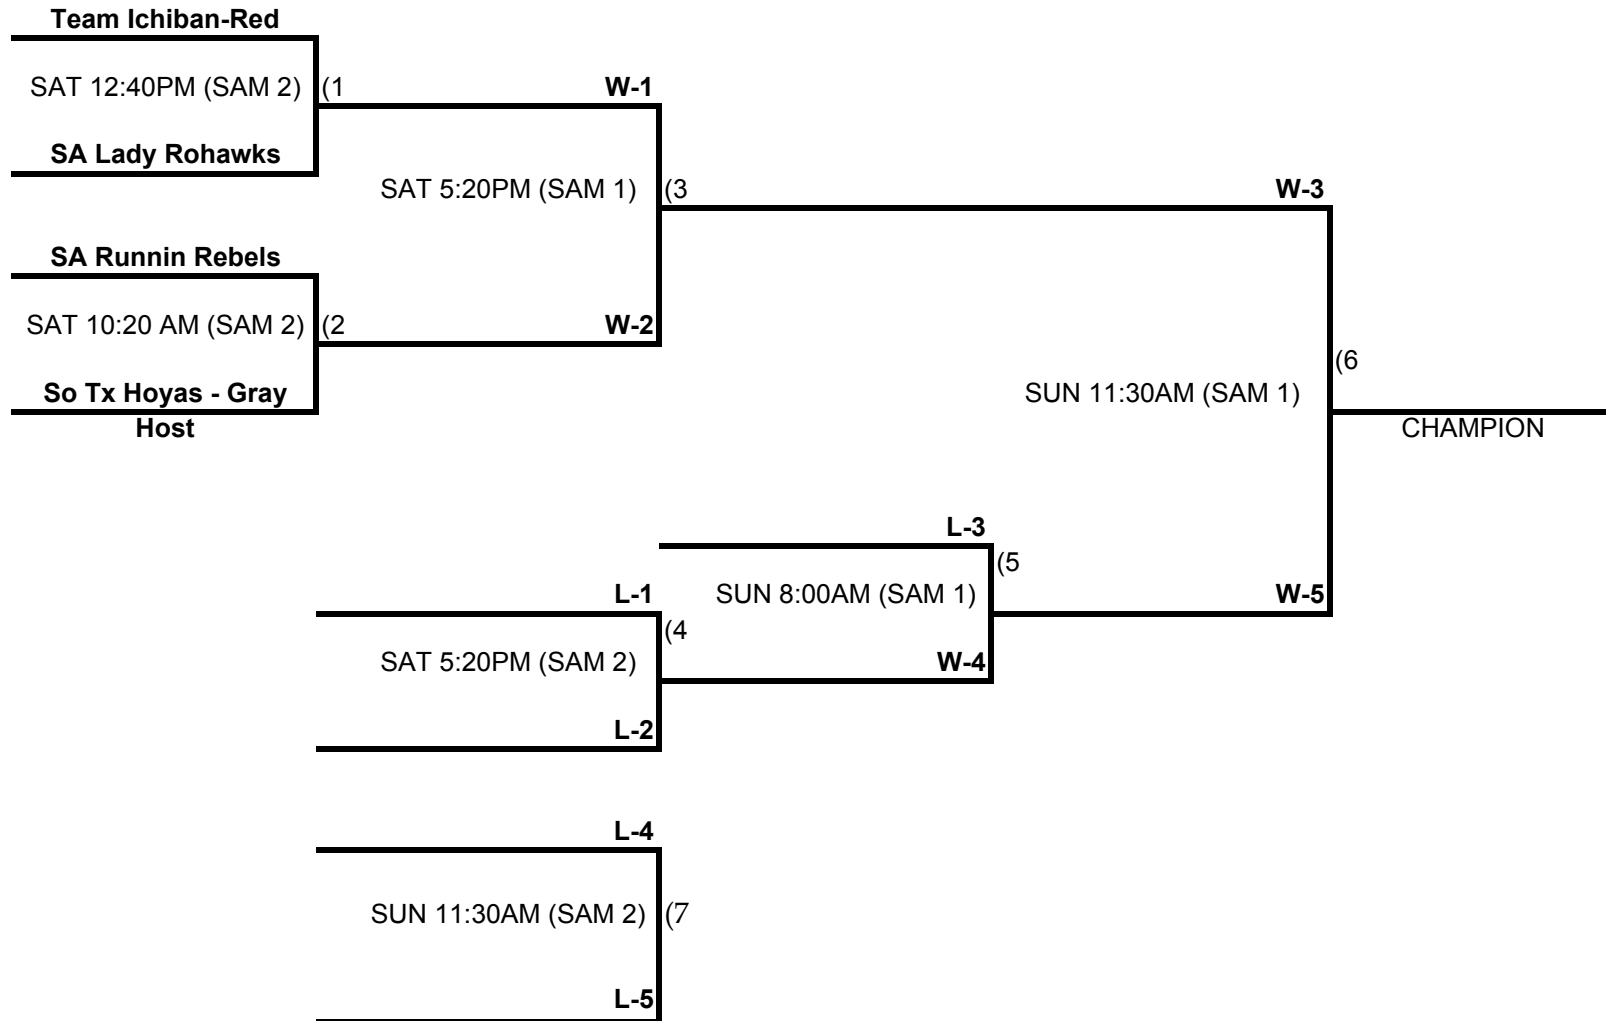 Team Ichiban-Red
SAT 12:40PM (SAM 2) (1
W-1
SA Lady Rohawks
SAT 5:20PM (SAM 1) (3
W-3
SA Runnin Rebels
SAT 10:20 AM (SAM 2) (2
W-2
(6
So Tx Hoyas - Gray
SUN 11:30AM (SAM 1)
Host
CHAMPION
L-3
(5
L-1
SUN 8:00AM (SAM 1)
W-5
(4
SAT 5:20PM (SAM 2)
W-4
L-2
L-4
SUN 11:30AM (SAM 2) (7
L-5